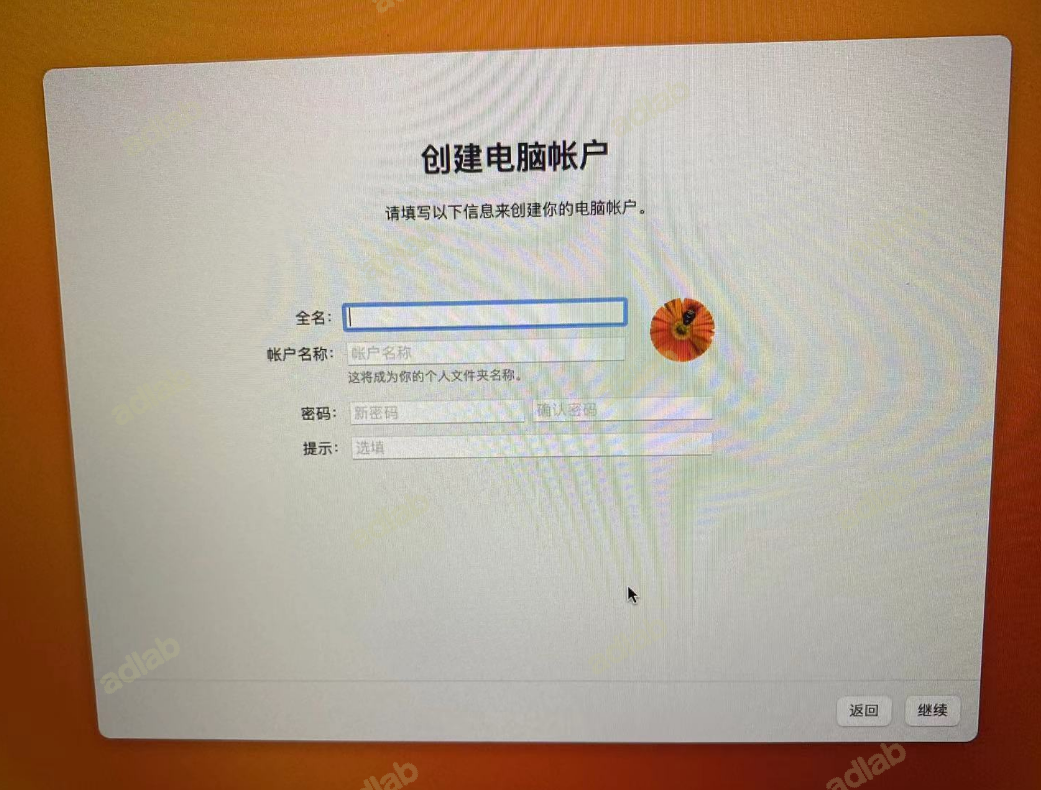 创建电脑帐户
请填写以下信息来创建你的电脑帐户。
全名：
帐户名称： 帐户名称
这将成为你的个人文件夹名称。
密码： 新密码 确认密码
提示： 选填
返回 继续
adlab
adlab
adlab
adlab